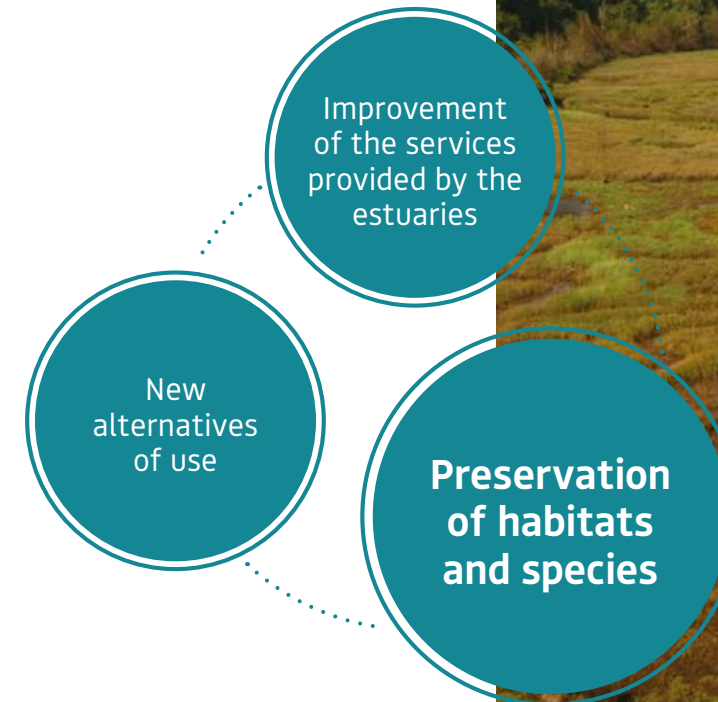 Improvement
of the services
provided by the
estuaries
New
alternatives
of use
Preservation
of habitats
and species